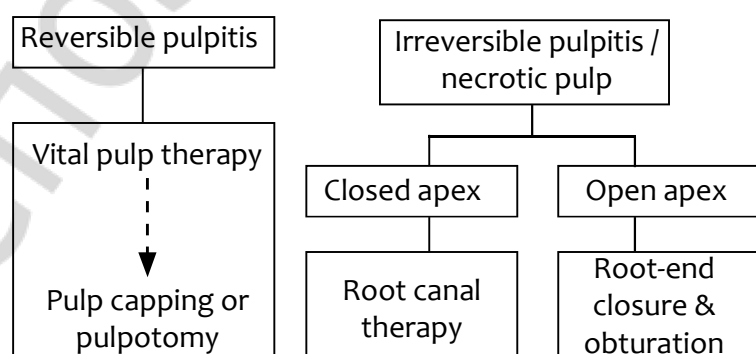 Reversible pulpitis
Vital pulp therapy
Pulp capping or
pulpotomy
Irreversible pulpitis /
necrotic pulp
Closed apex
Root canal
therapy
Open apex
Root-end
closure &
obturation